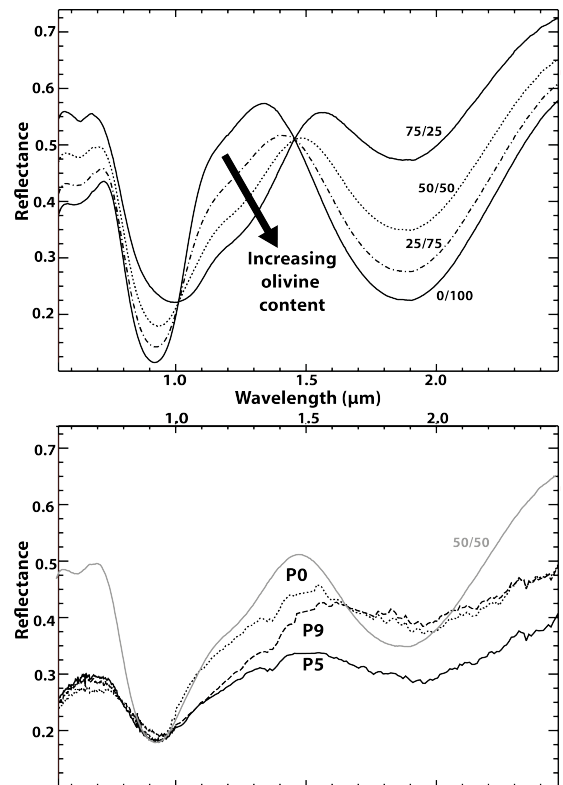 0.7
0.6
75/25
0.5
50/50
0.4
25/75
Increasing
olivine
content
0.3
0/100
0.2
Reflectance
1.0 1.5 2.0
Wavelength (μm)
1.0 1.5 2.0
0.7
0.6
50/50
0.5
P0
0.4
P9
P5
0.3
0.2
Reflectance